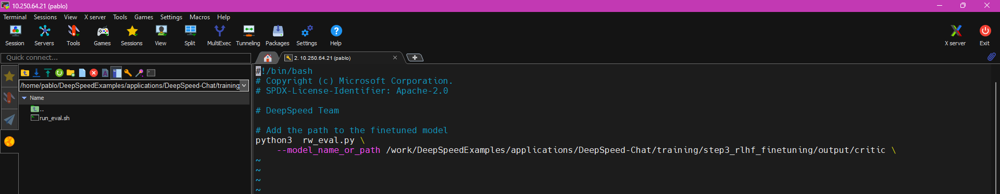 10.250.64.21 (pablo)
Terminal Sessions View X server Tools Games Settings Macros Help
Session Servers Tools Games Sessions View Split MultiExec Tunneling Packages Settings Help X server Exit
Quick connect...
2. 10.250.64.21 (pablo)
/home/pablo/DeepSpeedExamples/applications/DeepSpeed-Chat/training
Name
..
run_eval.sh
#!/bin/bash
# Copyright (c) Microsoft Corporation.
# SPDX-License-Identifier: Apache-2.0
# DeepSpeed Team
# Add the path to the finetuned model
python3  rw_eval.py \
    --model_name_or_path /work/DeepSpeedExamples/applications/DeepSpeed-Chat/training/step3_rlhf_finetuning/output/critic \
~
~
~
~